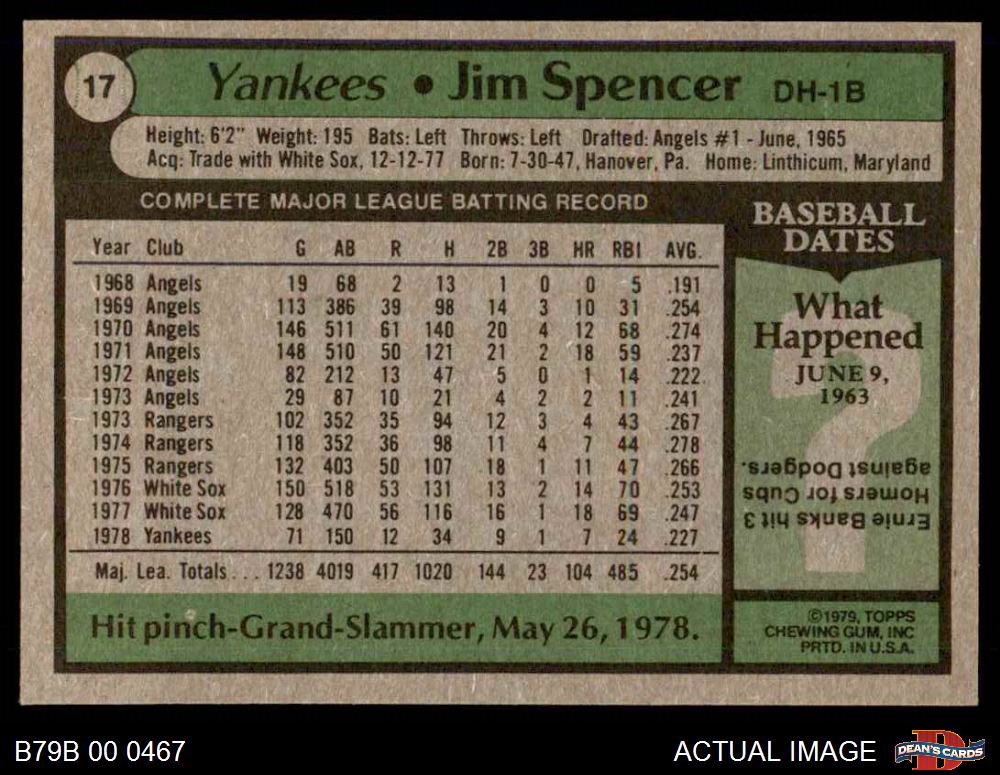 17 Yankees • Jim Spencer DH-1B
Height: 6'2" Weight: 195 Bats: Left Throws: Left Drafted: Angels #1 - June, 1965
Acq: Trade with White Sox, 12-12-77 Born: 7-30-47, Hanover, Pa. Home: Linthicum, Maryland
COMPLETE MAJOR LEAGUE BATTING RECORD
Year Club G AB R H 2B 3B HR RBI AVG.
1968 Angels 19 68 2 13 1 0 0 5 .191
1969 Angels 113 386 39 98 14 3 10 31 .254
1970 Angels 146 511 61 140 20 4 12 68 .274
1971 Angels 148 510 50 121 21 2 18 59 .237
1972 Angels 82 212 13 47 5 0 1 14 .222
1973 Angels 29 87 10 21 4 2 2 11 .241
1973 Rangers 102 352 35 94 12 3 4 43 .267
1974 Rangers 118 352 36 98 11 4 7 44 .278
1975 Rangers 132 403 50 107 18 1 11 47 .266
1976 White Sox 150 518 53 131 13 2 14 70 .253
1977 White Sox 128 470 56 116 16 1 18 69 .247
1978 Yankees 71 150 12 34 9 1 7 24 .227
Maj. Lea. Totals... 1238 4019 417 1020 144 23 104 485 .254
Hit pinch-Grand-Slammer, May 26, 1978.
BASEBALL
DATES
What
Happened
JUNE 9,
1963
?
Ernie Banks hit 3
Homers for Cubs
against Dodgers.
©1979, TOPPS
CHEWING GUM, INC
PRTD. IN U.S.A.
B79B 00 0467
ACTUAL IMAGE
DEAN'S CARDS